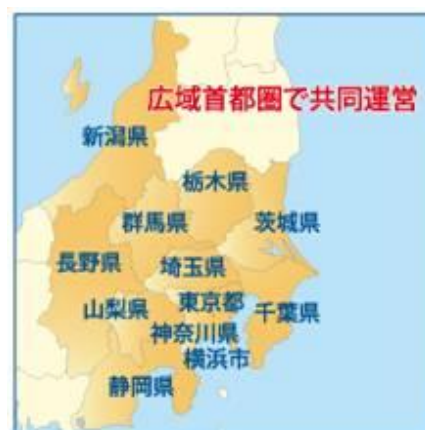 広域首都圏で共同運営
新潟県
栃木県
群馬県
茨城県
長野県
埼玉県
山梨県
東京都
千葉県
神奈川県
横浜市
静岡県